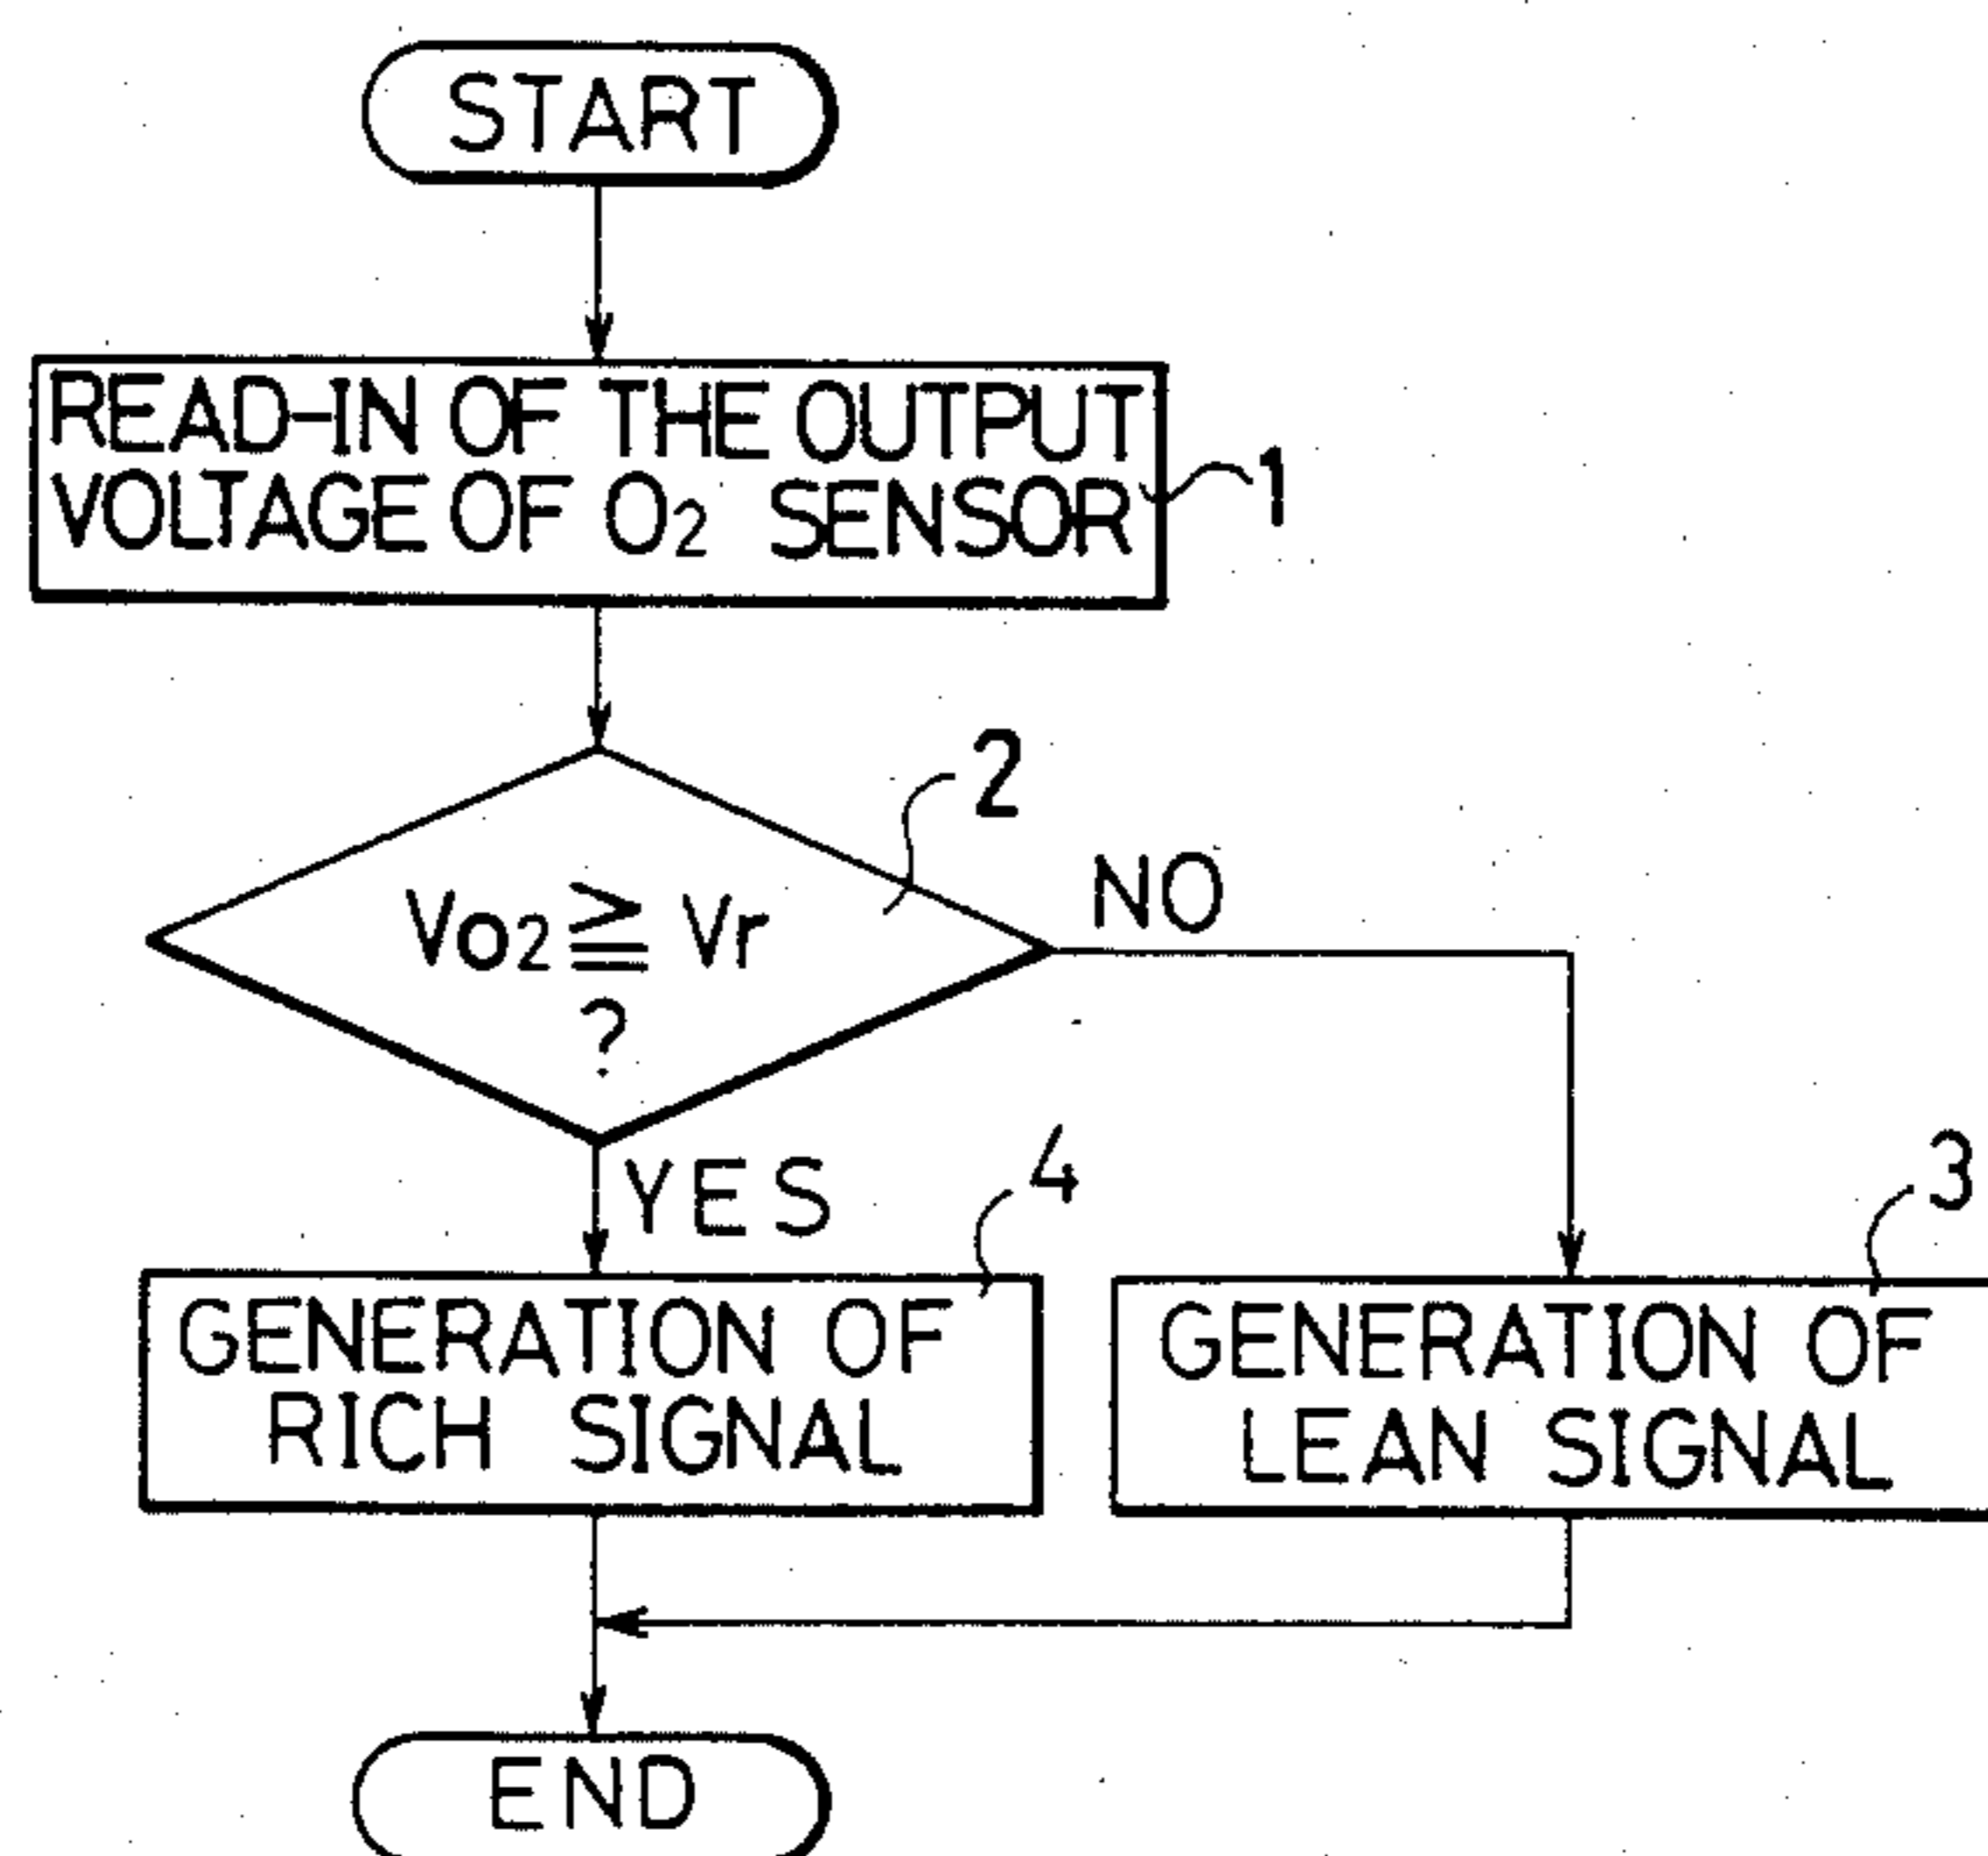 START
READ-IN OF THE OUTPUT
VOLTAGE OF O₂ SENSOR
1
2
Vo₂ ≧ Vr
?
NO
YES
4
3
GENERATION OF
RICH SIGNAL
GENERATION OF
LEAN SIGNAL
END